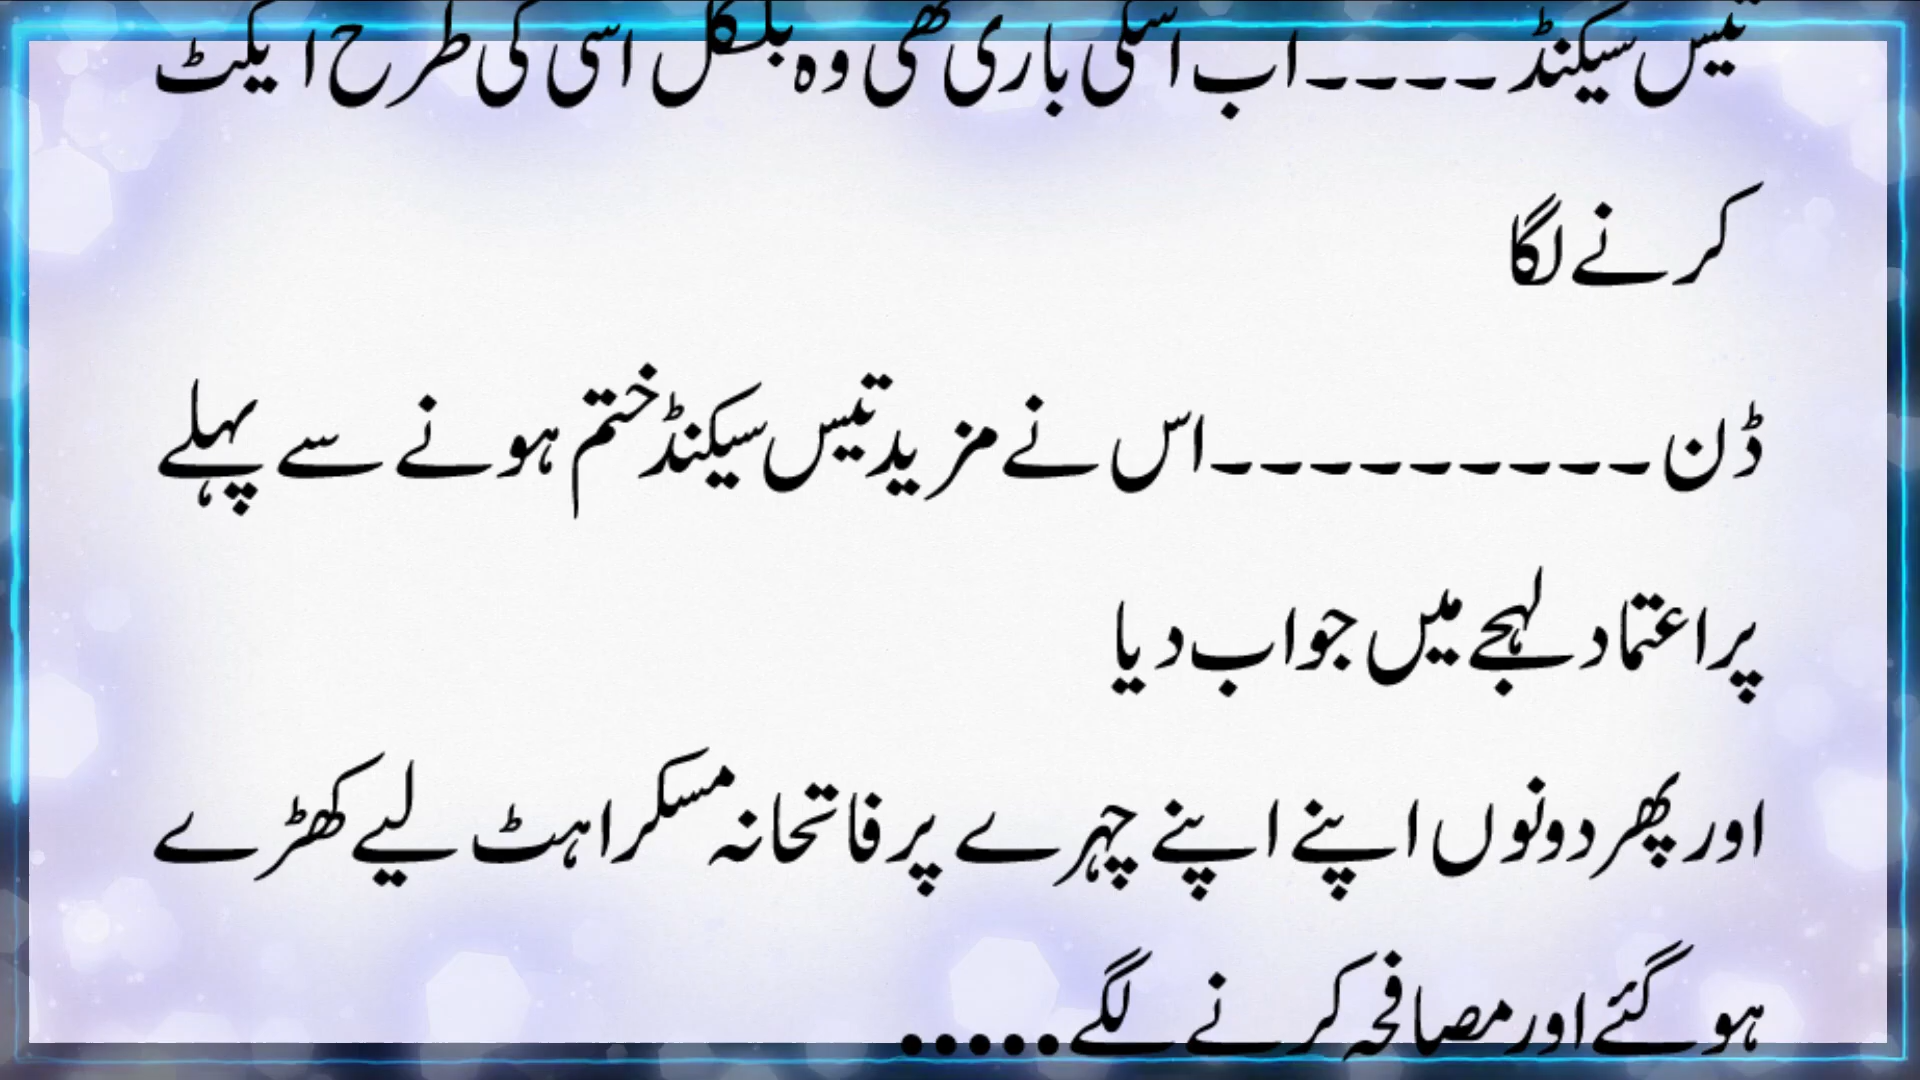 تیس سیکنڈ ۔۔۔۔اب اسکی باری تھی وہ بلکل اسی کی طرح ایکٹ
کرنے لگا
ڈن۔۔۔۔۔۔۔۔۔اس نے مزید تیس سیکنڈ ختم ہونے سے پہلے
پراعتماد لہجے میں جواب دیا
اور پھر دونوں اپنے اپنے چہرے پر فاتحانہ مسکراہٹ لیے کھڑے
ہوگئے اور مصافحہ کرنے لگے.....